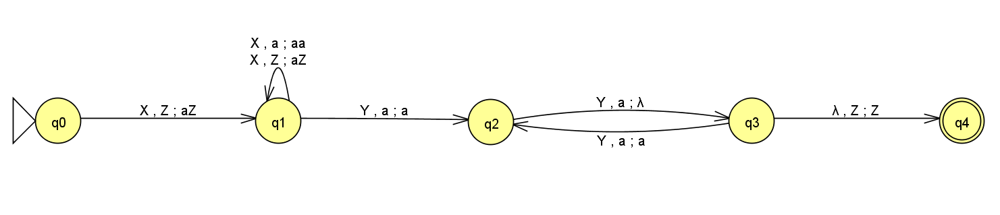 X , a ; aa
X , Z ; aZ
q0
X , Z ; aZ
q1
Y , a ; a
q2
Y , a ; λ
Y , a ; a
q3
λ , Z ; Z
q4